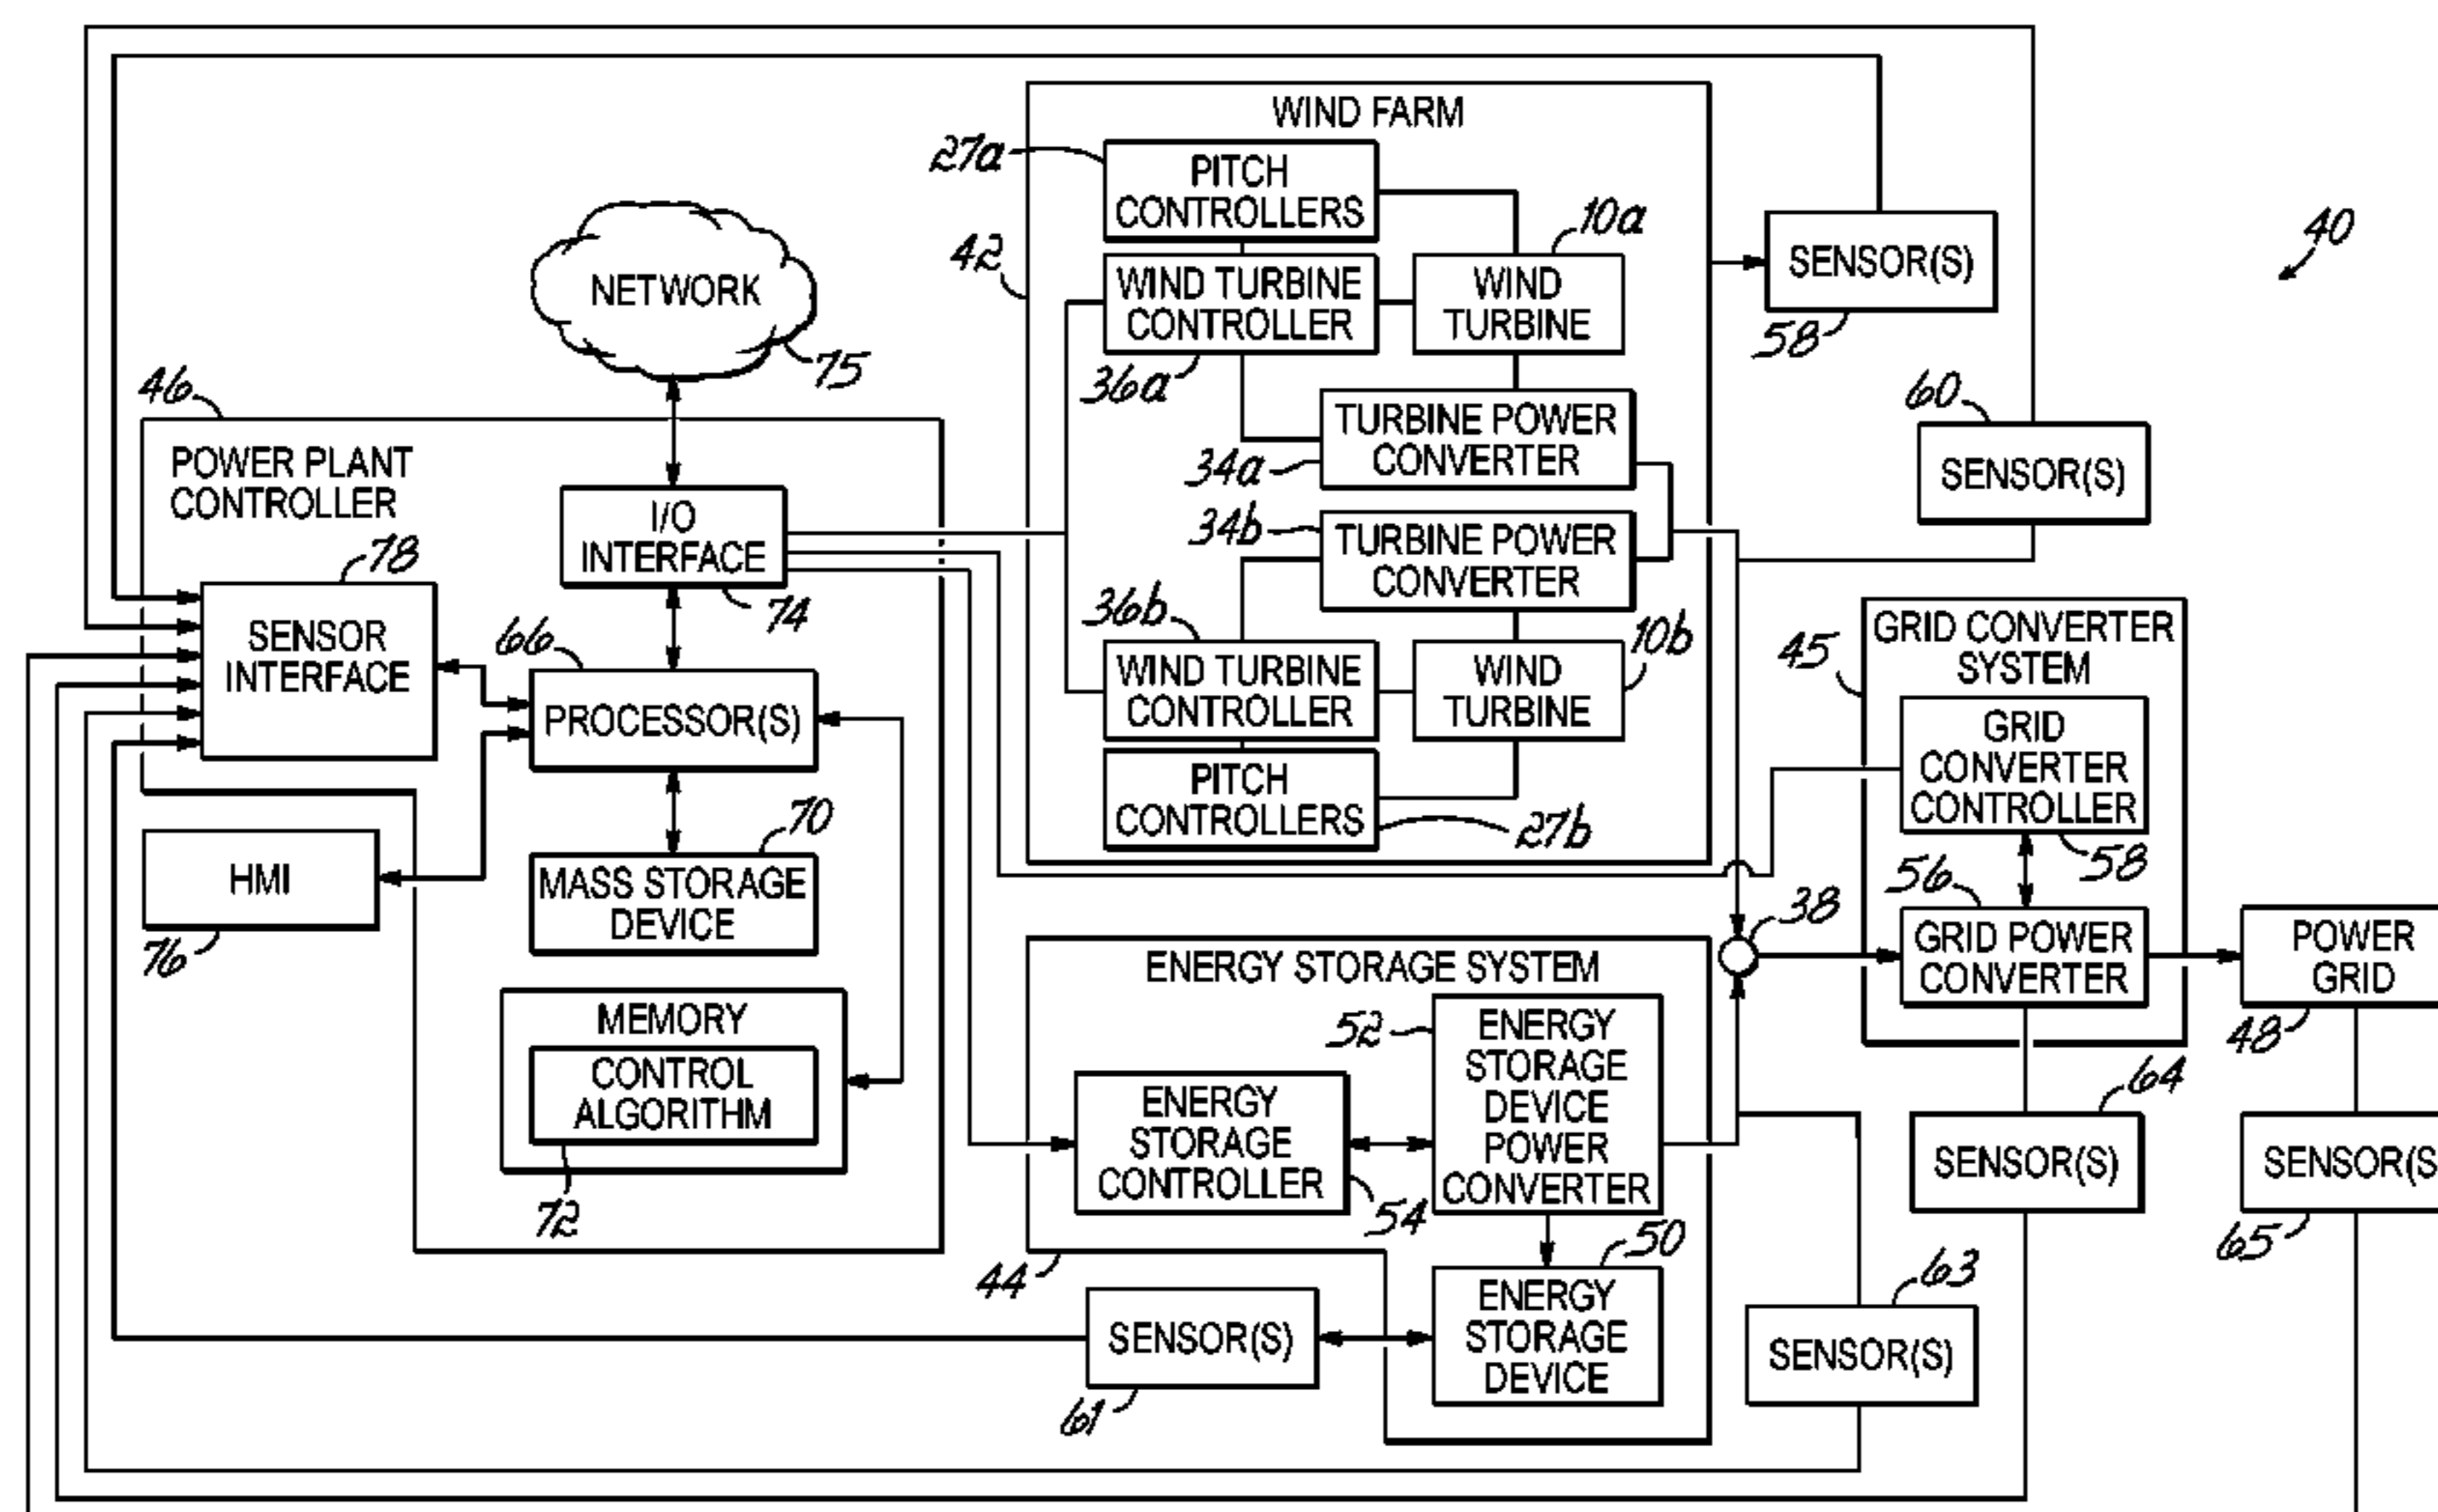 WIND FARM
27a
PITCH
CONTROLLERS
10a
42
WIND TURBINE
CONTROLLER
WIND
TURBINE
36a
SENSOR(S)
58
40
NETWORK
75
TURBINE POWER
CONVERTER
34a
60
SENSOR(S)
46
POWER PLANT
CONTROLLER
I/O
INTERFACE
74
34b
TURBINE POWER
CONVERTER
78
SENSOR
INTERFACE
66
PROCESSOR(S)
36b
WIND TURBINE
CONTROLLER
WIND
TURBINE
10b
PITCH
CONTROLLERS
27b
45
GRID CONVERTER
SYSTEM
GRID
CONVERTER
CONTROLLER
58
56
GRID POWER
CONVERTER
38
POWER
GRID
48
HMI
76
70
MASS STORAGE
DEVICE
MEMORY
CONTROL
ALGORITHM
72
ENERGY STORAGE SYSTEM
52
ENERGY
STORAGE
DEVICE
POWER
CONVERTER
ENERGY
STORAGE
CONTROLLER
54
50
ENERGY
STORAGE
DEVICE
44
SENSOR(S)
61
63
SENSOR(S)
64
SENSOR(S)
SENSOR(S
65